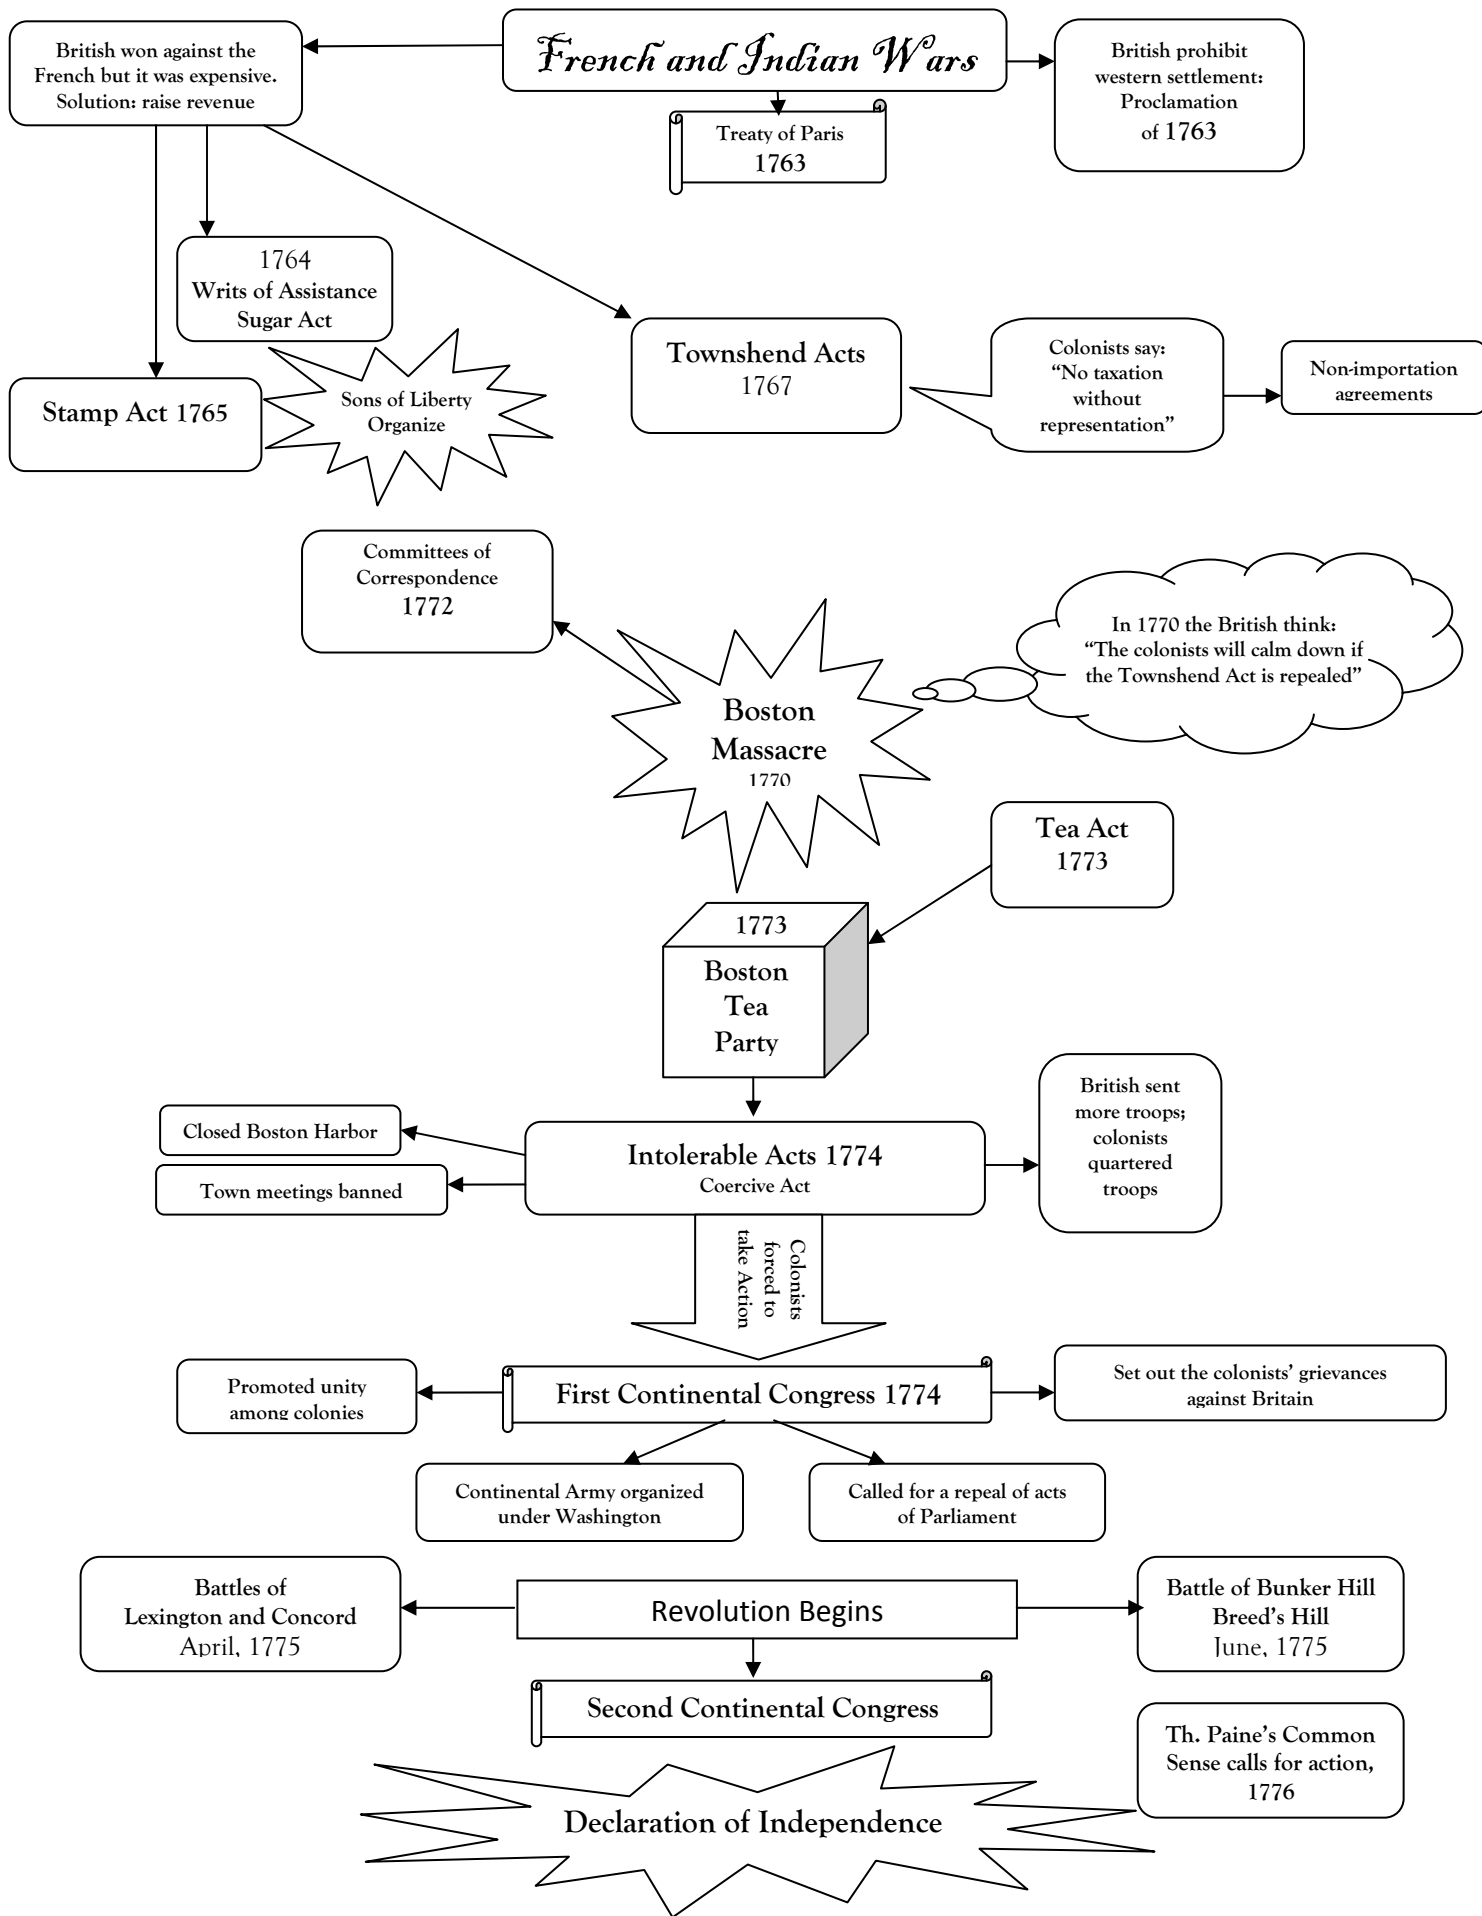 British won against the
French but it was expensive.
Solution: raise revenue
French and Indian Wars
British prohibit
western settlement:
Proclamation
of 1763
Treaty of Paris
1763
1764
Writs of Assistance
Sugar Act
Stamp Act 1765
Sons of Liberty
Organize
Townshend Acts
1767
Colonists say:
“No taxation
without
representation”
Non-importation
agreements
Committees of
Correspondence
1772
In 1770 the British think:
“The colonists will calm down if
the Townshend Act is repealed”
Boston
Massacre
1770
Tea Act
1773
1773
Boston
Tea
Party
Closed Boston Harbor
Town meetings banned
Intolerable Acts 1774
Coercive Act
British sent
more troops;
colonists
quartered
troops
Colonists
forced to
take Action
Promoted unity
among colonies
First Continental Congress 1774
Set out the colonists’ grievances
against Britain
Continental Army organized
under Washington
Called for a repeal of acts
of Parliament
Battles of
Lexington and Concord
April, 1775
Revolution Begins
Battle of Bunker Hill
Breed’s Hill
June, 1775
Second Continental Congress
Th. Paine’s Common
Sense calls for action,
1776
Declaration of Independence